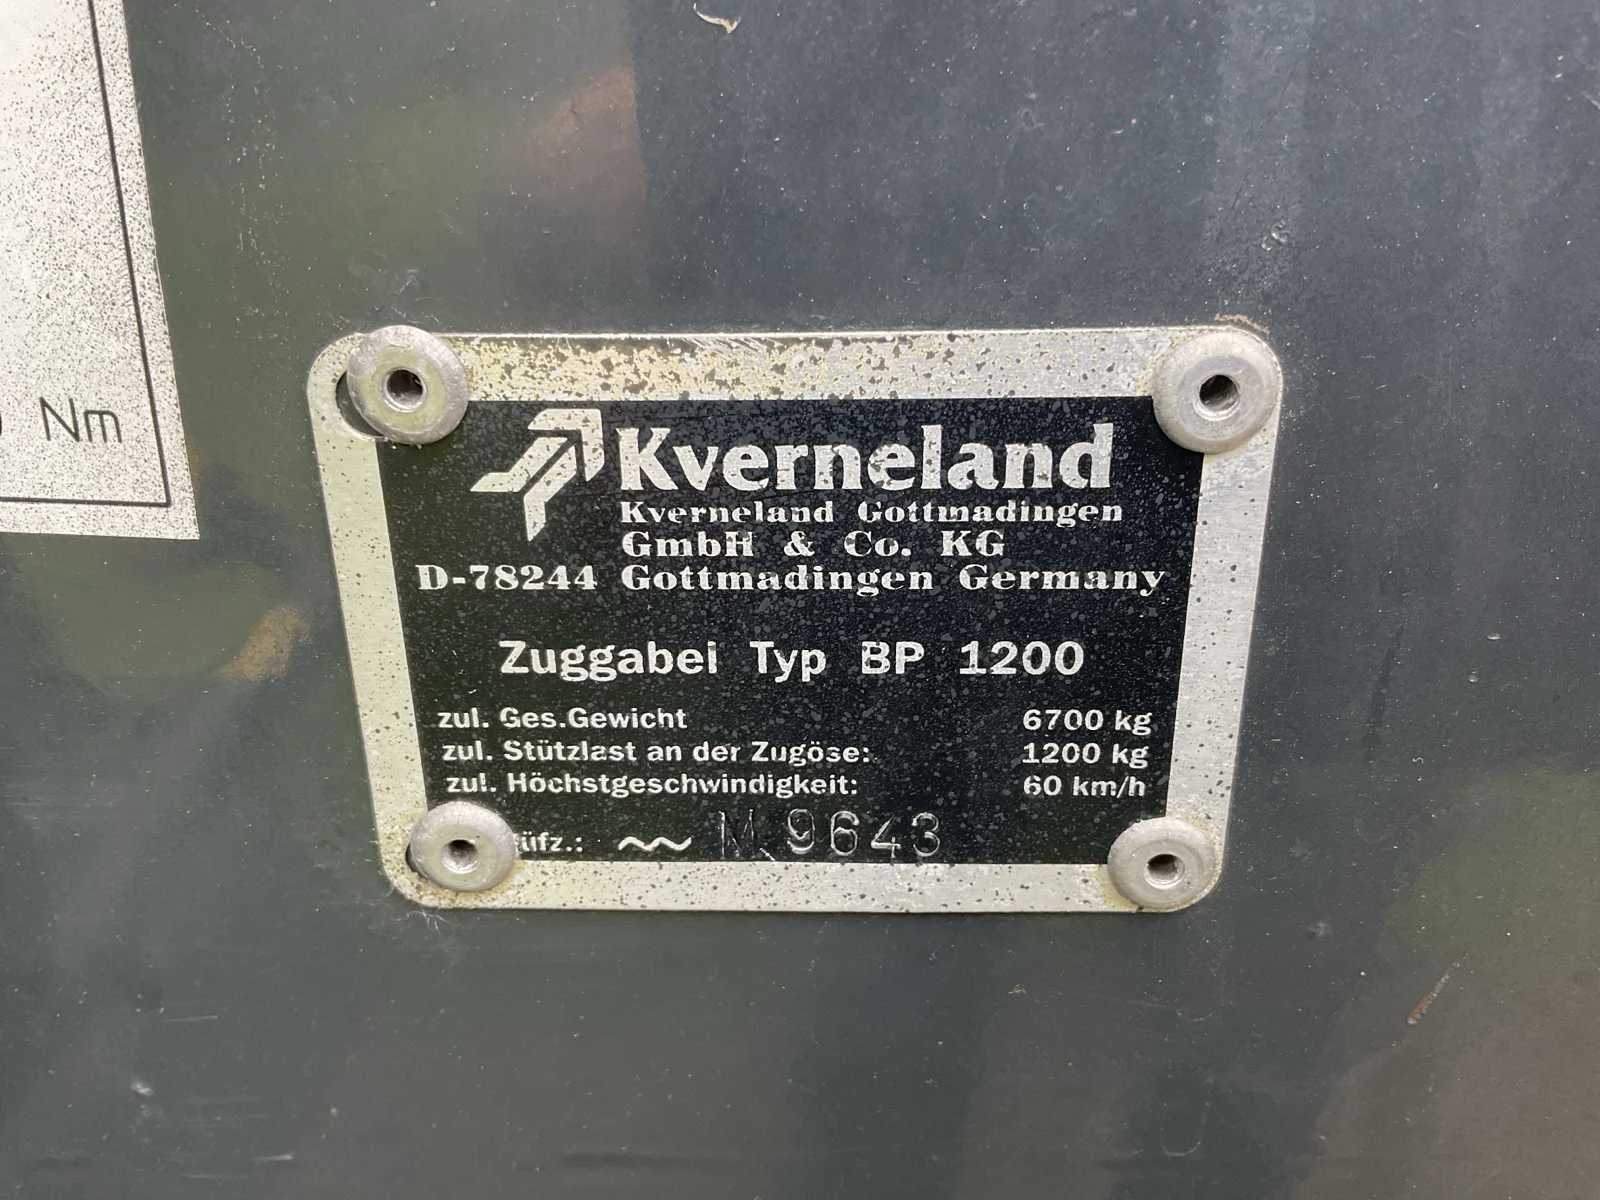 Nm
Kverneland
Kverneland Gottmadingen
GmbH & Co. KG
D-78244 Gottmadingen Germany
Zuggabel Typ BP 1200
zul. Ges.Gewicht 6700 kg
zul. Stützlast an der Zugöse: 1200 kg
zul. Höchstgeschwindigkeit: 60 km/h
M 9643